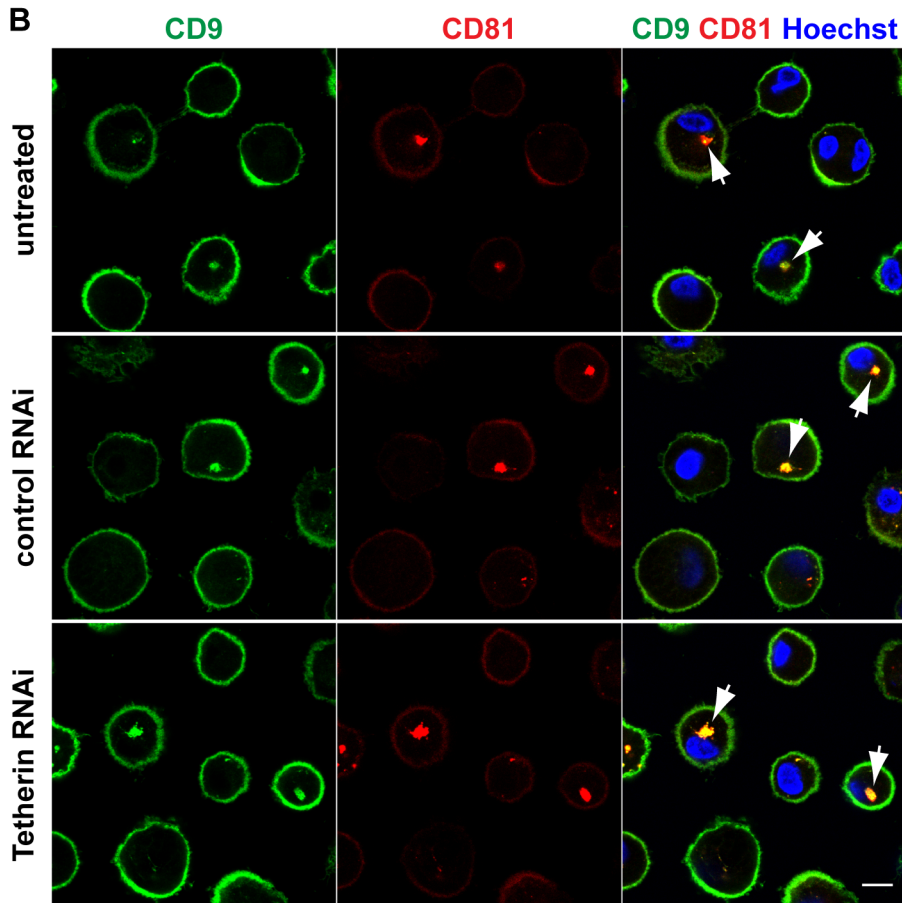 B
CD9 CD81 CD9 CD81 Hoechst
untreated
control RNAi
Tetherin RNAi